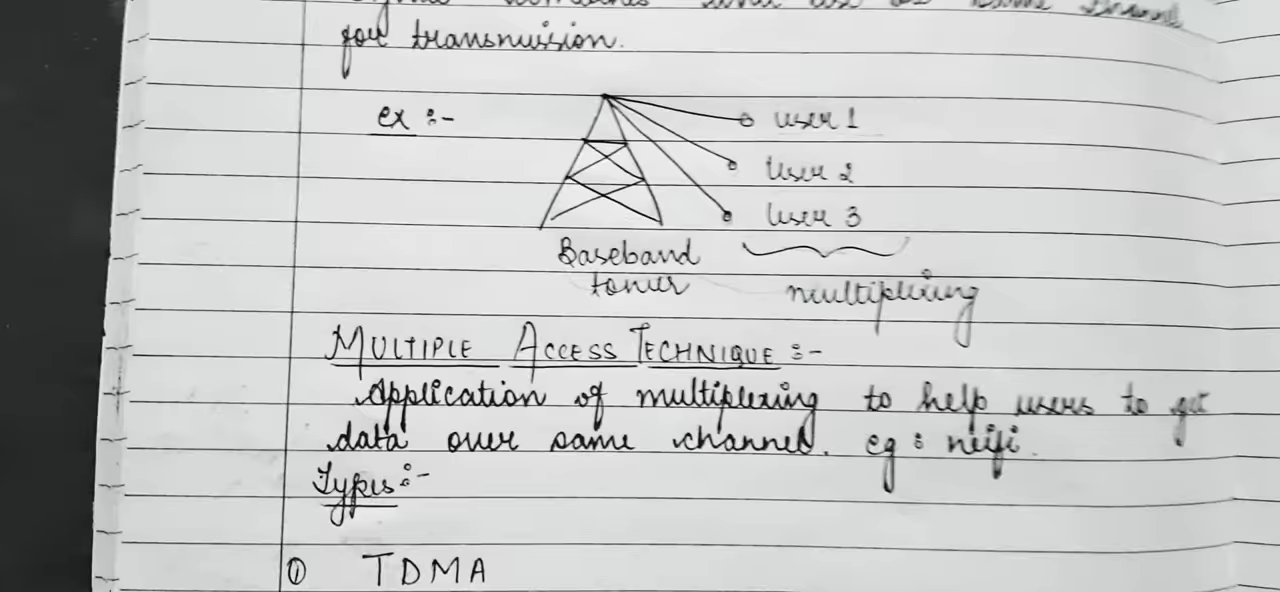 for transmission.
ex :-
user 1
User 2
User 3
Baseband
tower
multiplexing
MULTIPLE ACCESS TECHNIQUE :-
Application of multiplexing to help users to get
data over same channel. eg : wifi.
Types :-
① TDMA